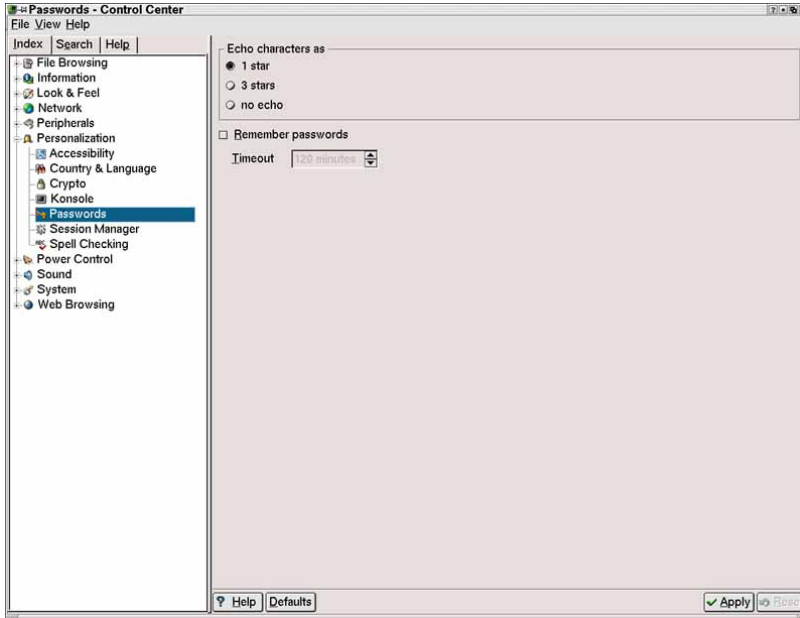 Passwords - Control Center
File View Help
Index Search Help
File Browsing
Information
Look & Feel
Network
Peripherals
Personalization
Accessibility
Country & Language
Crypto
Konsole
Passwords
Session Manager
Spell Checking
Power Control
Sound
System
Web Browsing
Echo characters as
1 star
3 stars
no echo
Remember passwords
Timeout 120 minutes
? Help Defaults Apply